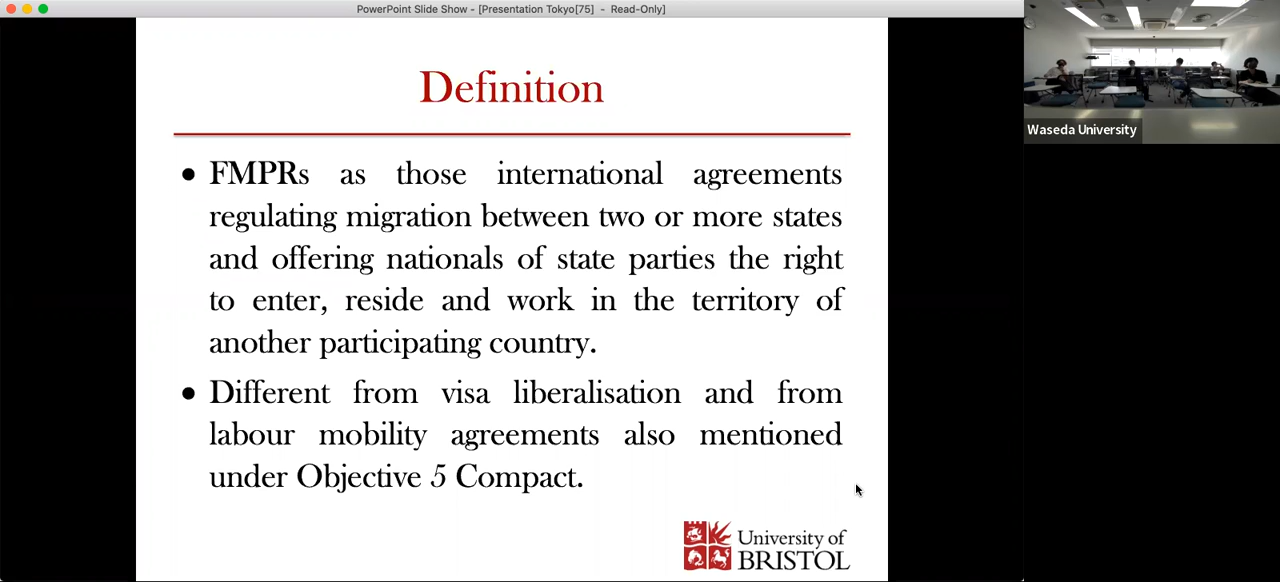 PowerPoint Slide Show - [Presentation Tokyo[75] - Read-Only]
Definition
• FMPRs as those international agreements
regulating migration between two or more states
and offering nationals of state parties the right
to enter, reside and work in the territory of
another participating country.
• Different from visa liberalisation and from
labour mobility agreements also mentioned
under Objective 5 Compact.
University of
BRISTOL
Waseda University